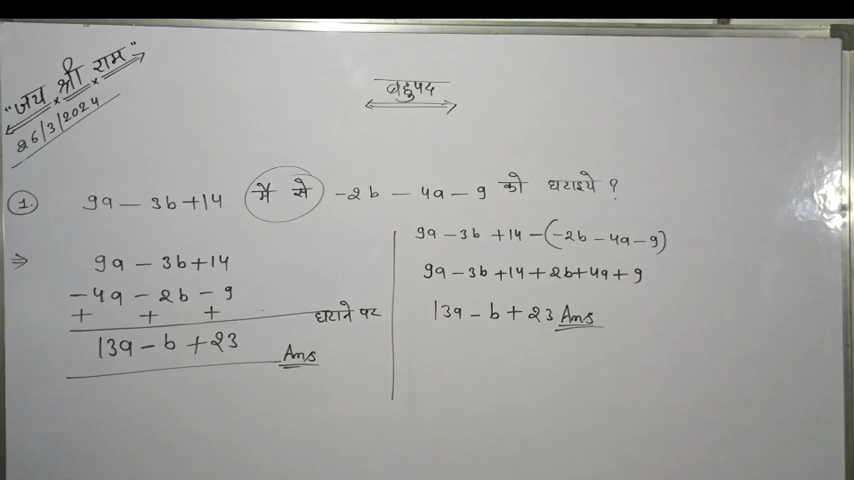 "जय श्री राम"
26/3/2024
बहुपद
1. 9a - 3b + 14 में से -2b - 4a - 9 को घटाइये ?
⇒ 9a - 3b + 14
-4a - 2b - 9
+ + +
घटाने पर
13a - b + 23 Ans
9a - 3b + 14 - (-2b - 4a - 9)
9a - 3b + 14 + 2b + 4a + 9
13a - b + 23 Ans